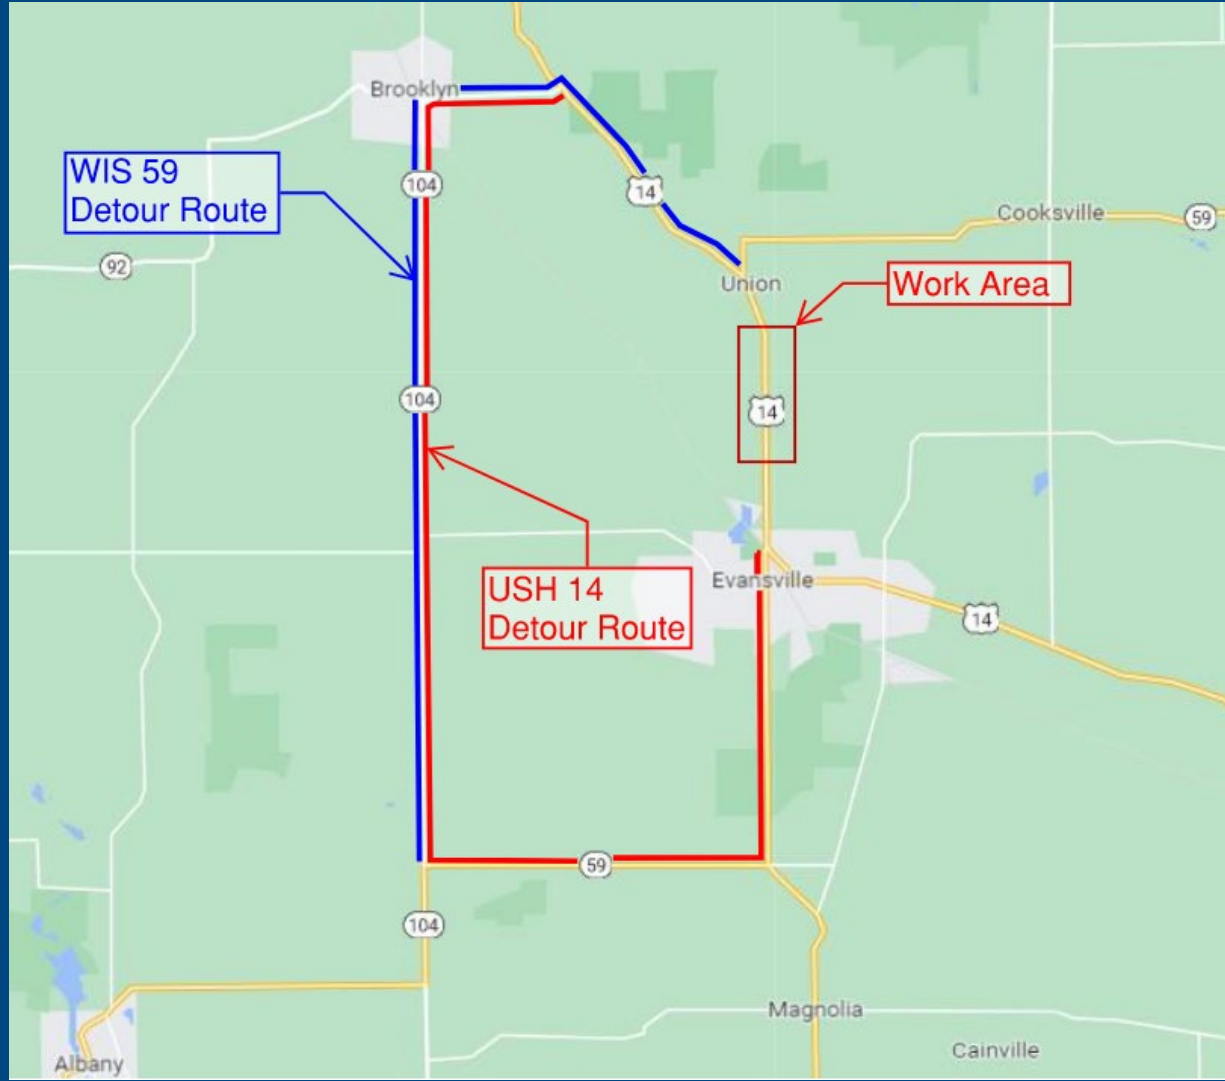 Brooklyn
WIS 59
Detour Route
104
14
Cooksville
59
92
Union
Work Area
104
14
USH 14
Detour Route
Evansville
14
59
104
Magnolia
Cainville
Albany